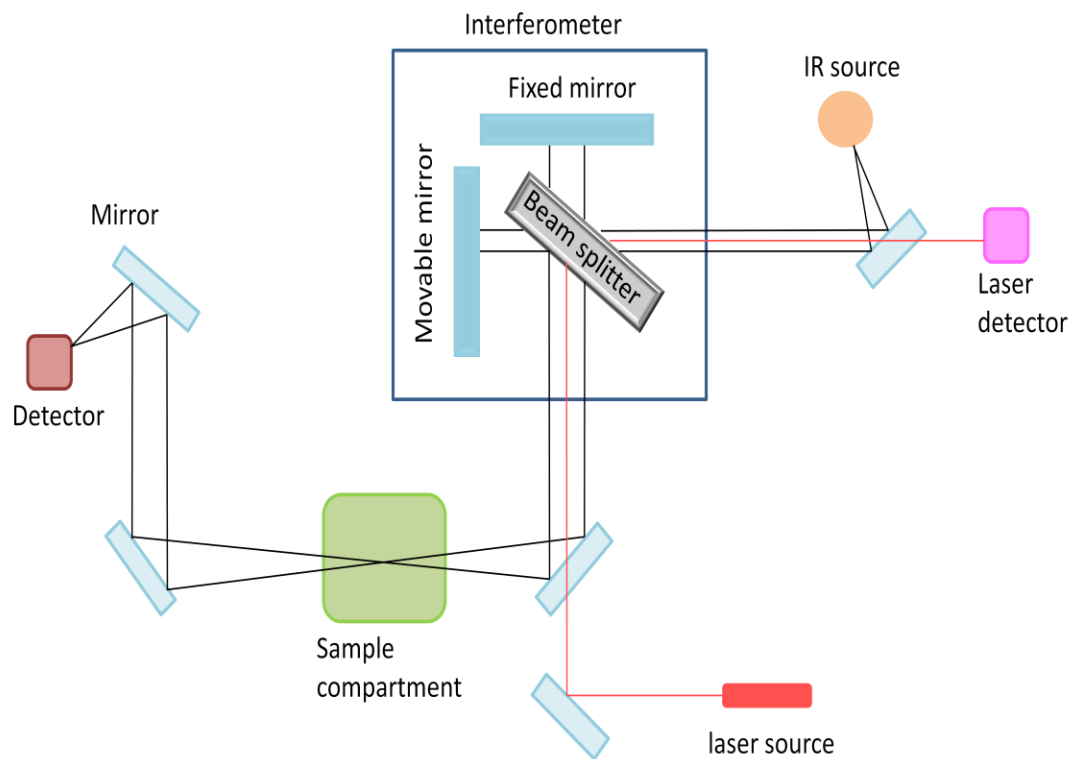 Interferometer
IR source
Fixed mirror
Movable mirror
Beam splitter
Mirror
Laser
detector
Detector
Sample
compartment
laser source